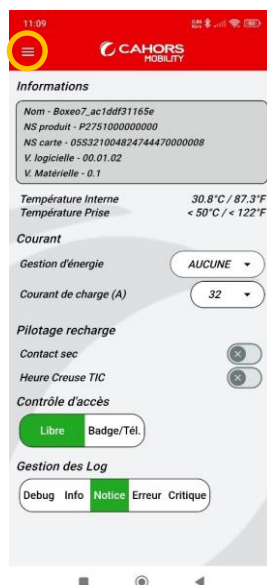 11:09
CAHORS
MOBILITY
Informations
Nom - Boxeo7_ac1ddf31165e
NS produit - P2751000000000
NS carte - 05S321004824744470000008
V. logicielle - 00.01.02
V. Matérielle - 0.1
Température Interne 30.8°C / 87.3°F
Température Prise < 50°C / < 122°F
Courant
Gestion d'énergie AUCUNE
Courant de charge (A) 32
Pilotage recharge
Contact sec
Heure Creuse TIC
Contrôle d'accès
Libre Badge/Tél.
Gestion des Log
Debug Info Notice Erreur Critique